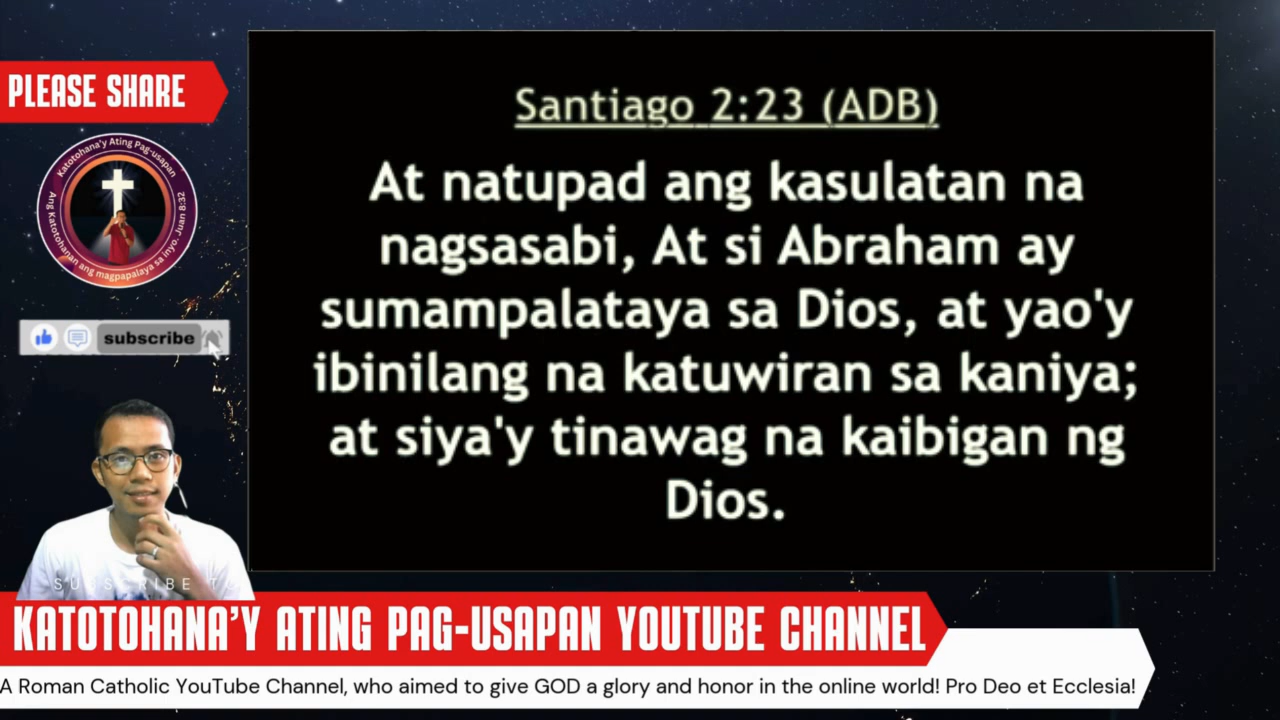 PLEASE SHARE
Katotohana'y Ating Pag-usapan
Ang Katotohanan ang magpapalaya sa inyo. Juan 8:32
subscribe
Santiago 2:23 (ADB)
At natupad ang kasulatan na
nagsasabi, At si Abraham ay
sumampalataya sa Dios, at yao'y
ibinilang na katuwiran sa kaniya;
at siya'y tinawag na kaibigan ng
Dios.
SUBSCRIBE TO
KATOTOHANA'Y ATING PAG-USAPAN YOUTUBE CHANNEL
A Roman Catholic YouTube Channel, who aimed to give GOD a glory and honor in the online world! Pro Deo et Ecclesia!